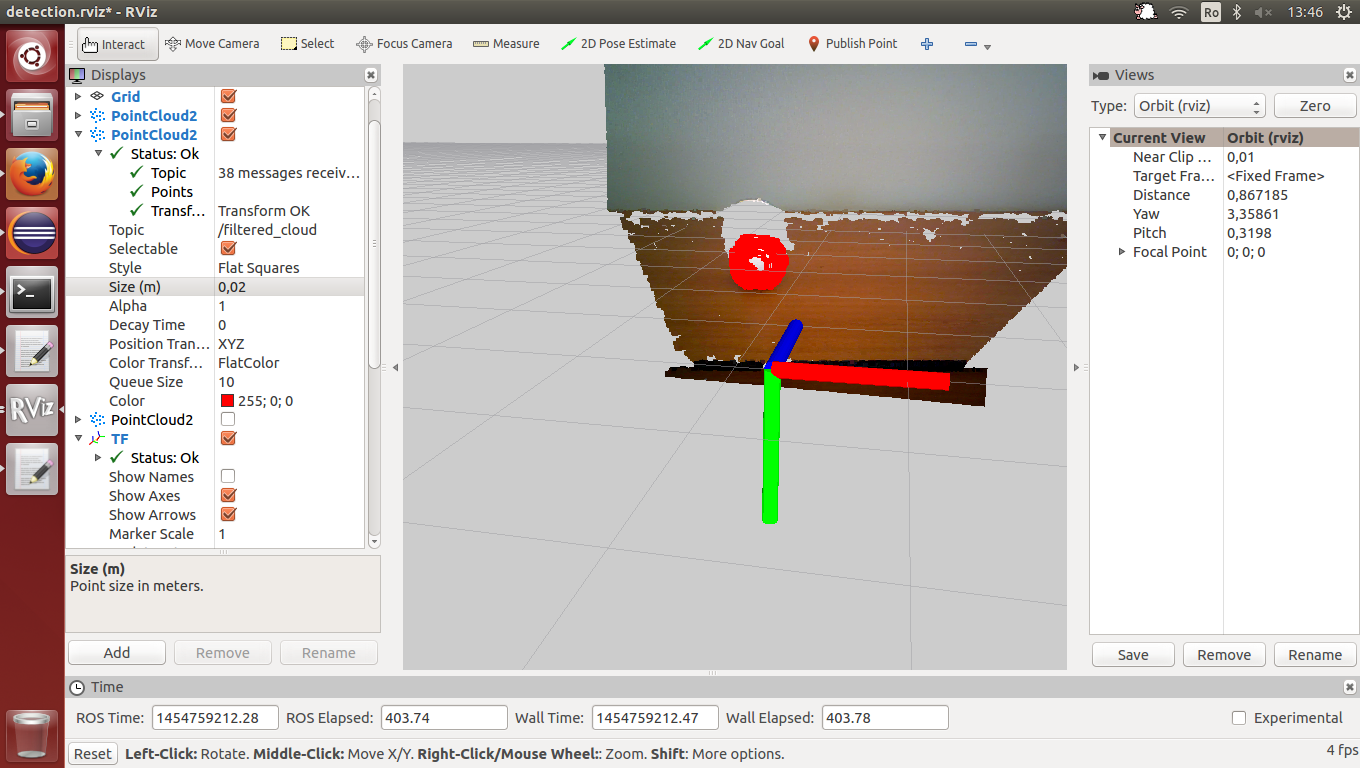 detection.rviz* - RViz
Ro
13:46
Interact Move Camera Select Focus Camera Measure 2D Pose Estimate 2D Nav Goal Publish Point
Displays
Grid
PointCloud2
PointCloud2
Status: Ok
Topic 38 messages receiv...
Points
Transf... Transform OK
Topic /filtered_cloud
Selectable
Style Flat Squares
Size (m) 0,02
Alpha 1
Decay Time 0
Position Tran... XYZ
Color Transf... FlatColor
Queue Size 10
Color 255; 0; 0
PointCloud2
TF
Status: Ok
Show Names
Show Axes
Show Arrows
Marker Scale 1
Size (m)
Point size in meters.
Add Remove Rename
Views
Type: Orbit (rviz) Zero
Current View Orbit (rviz)
Near Clip ... 0,01
Target Fra... <Fixed Frame>
Distance 0,867185
Yaw 3,35861
Pitch 0,3198
Focal Point 0; 0; 0
Save Remove Rename
Time
ROS Time: 1454759212.28 ROS Elapsed: 403.74 Wall Time: 1454759212.47 Wall Elapsed: 403.78 Experimental
Reset Left-Click: Rotate. Middle-Click: Move X/Y. Right-Click/Mouse Wheel:: Zoom. Shift: More options. 4 fps
RViz